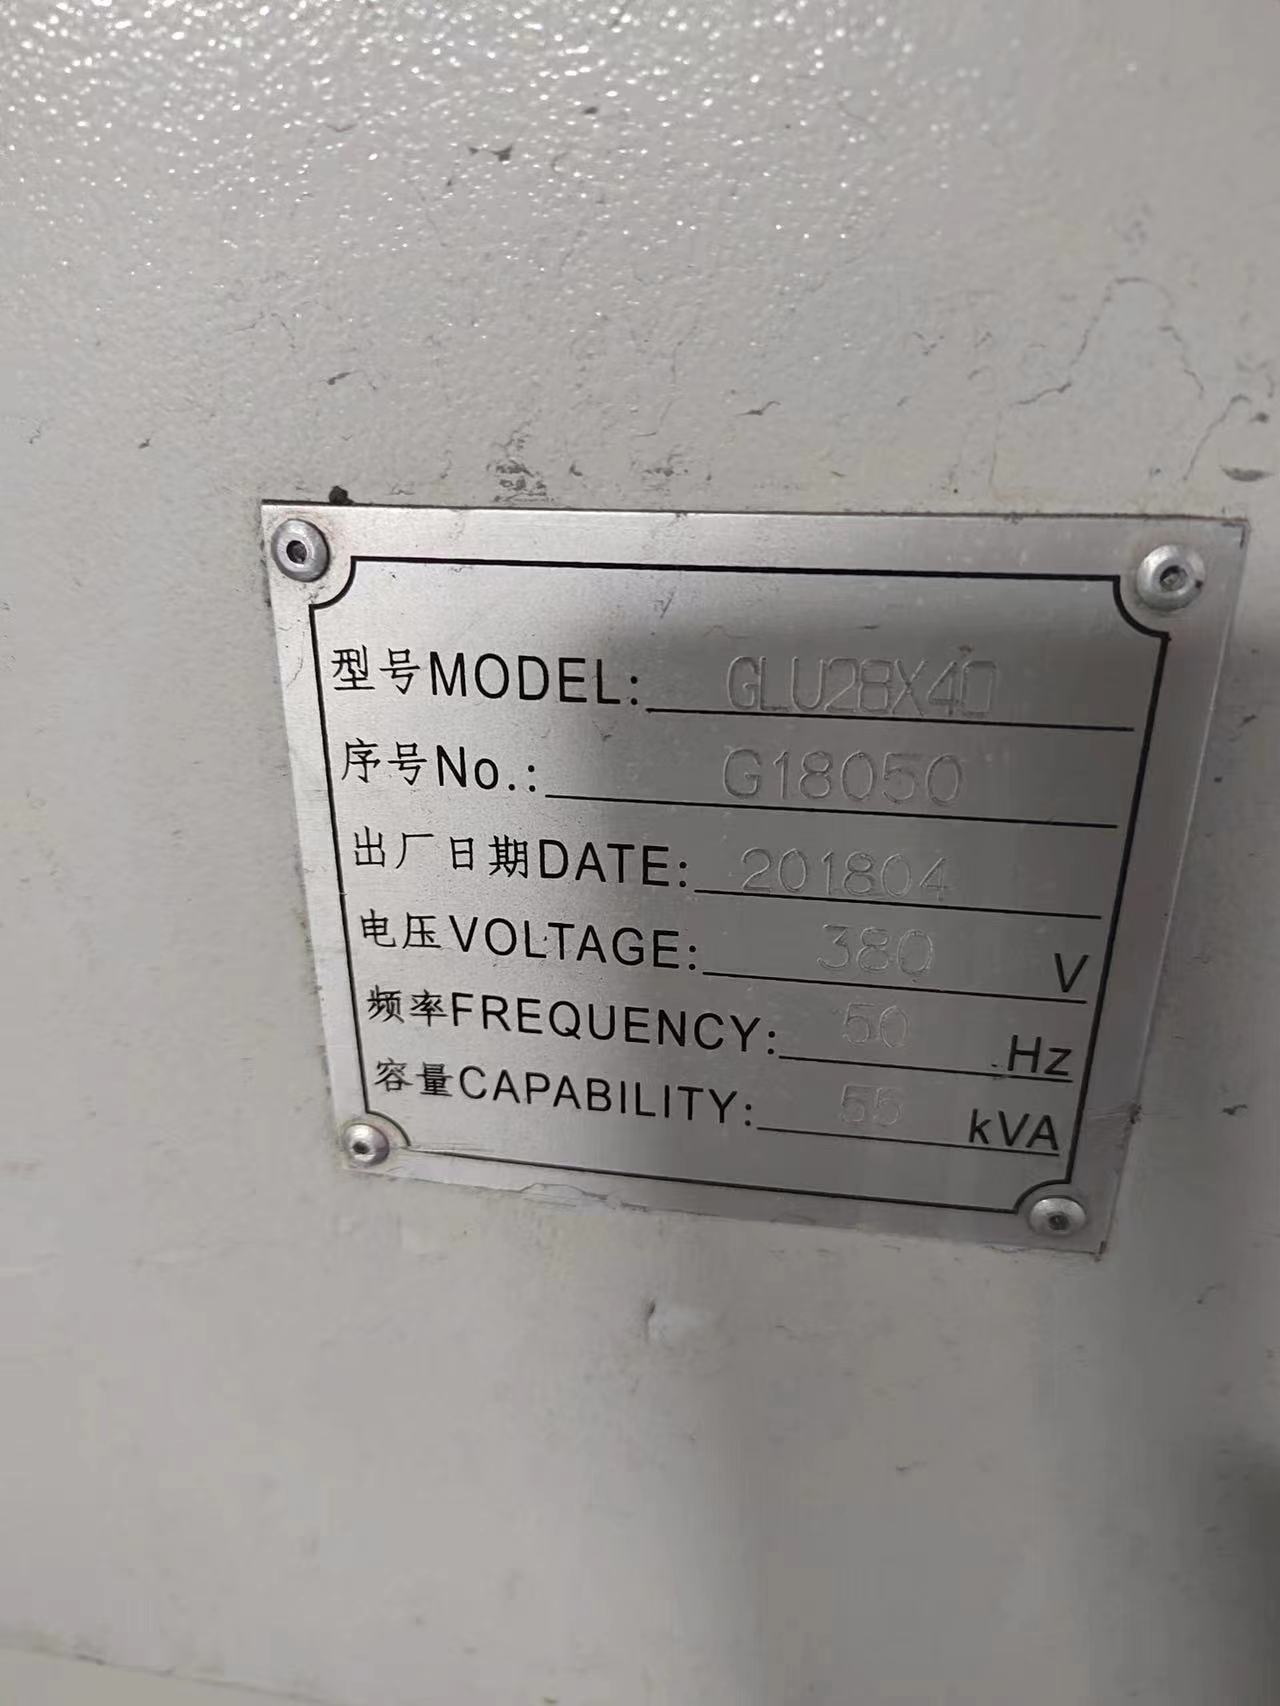 型号MODEL: GLU28X40
序号No.: G18050
出厂日期DATE: 201804
电压VOLTAGE: 380 V
频率FREQUENCY: 50 Hz
容量CAPABILITY: 55 kVA